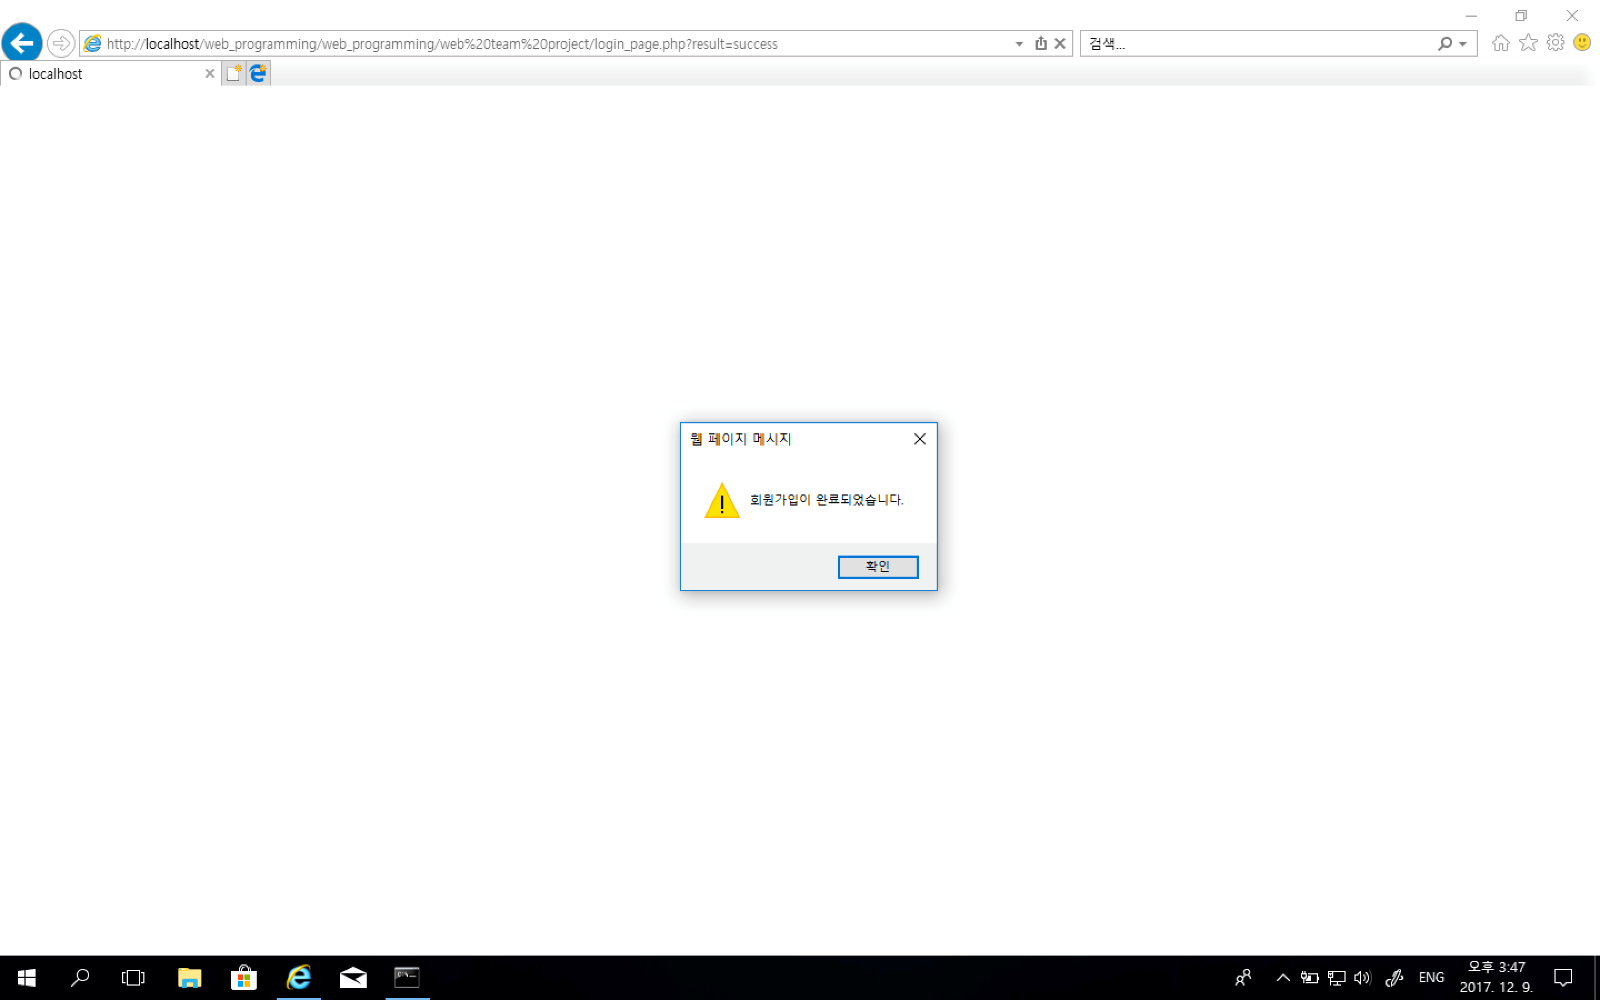 http://localhost/web_programming/web_programming/web%20team%20project/login_page.php?result=success
검색...
localhost
웹 페이지 메시지
회원가입이 완료되었습니다.
확인
ENG
오후 3:47
2017. 12. 9.